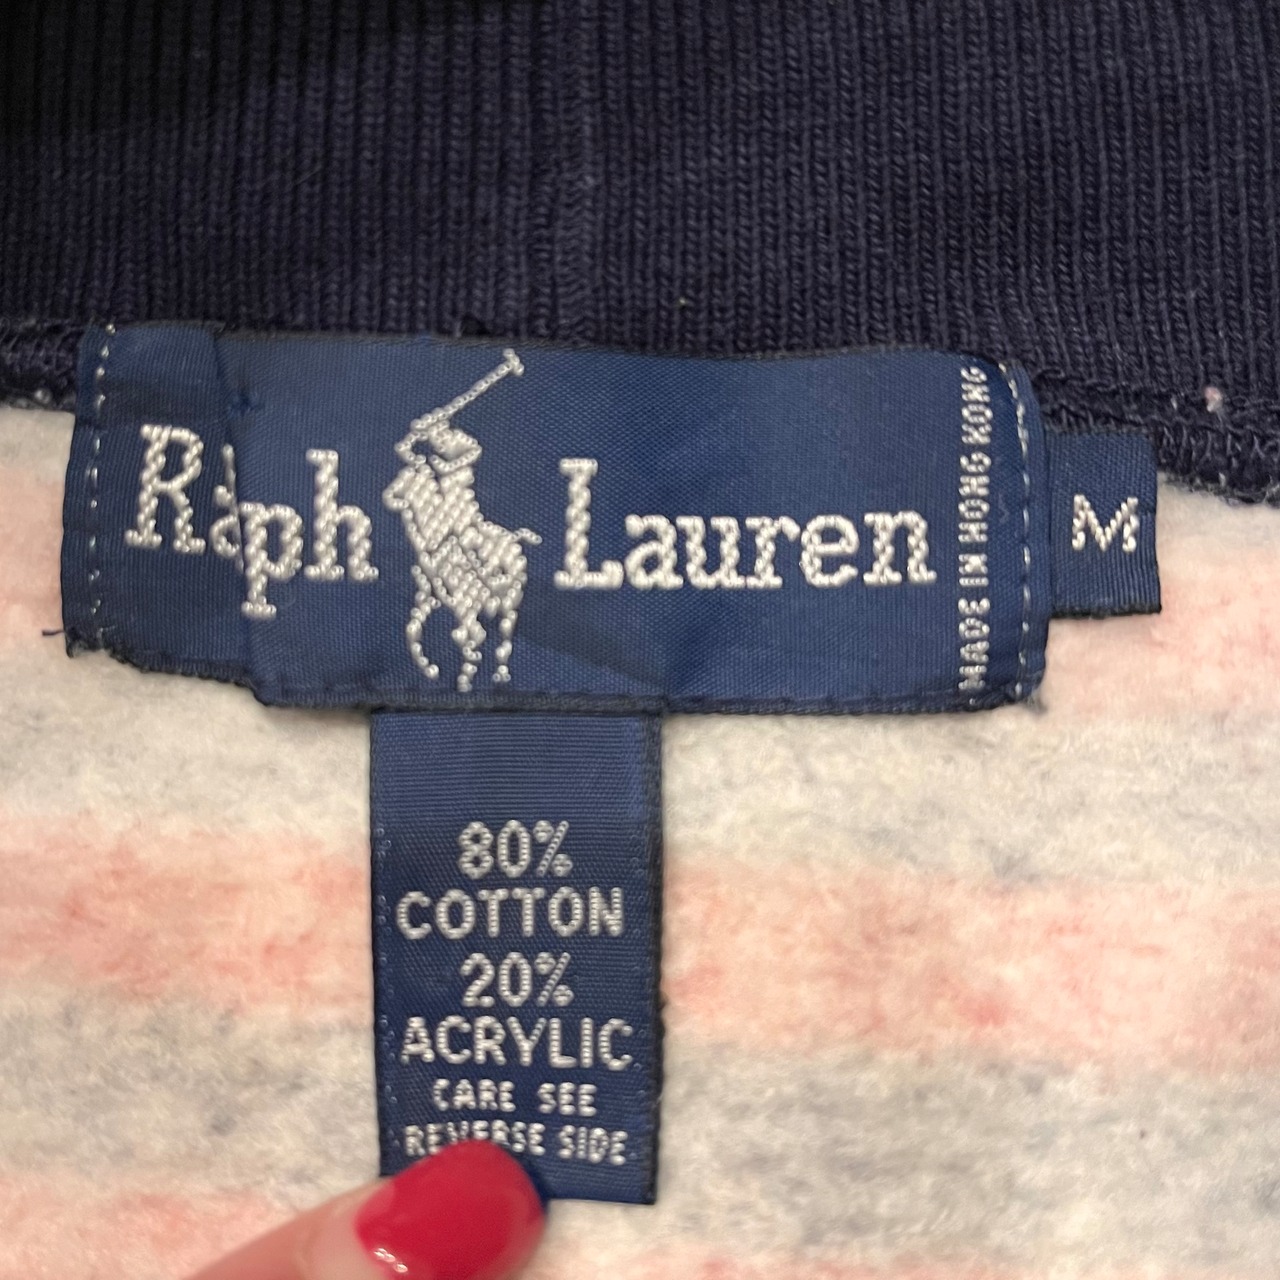 Ralph Lauren
MADE IN HONG KONG
M
80%
COTTON
20%
ACRYLIC
CARE SEE
REVERSE SIDE